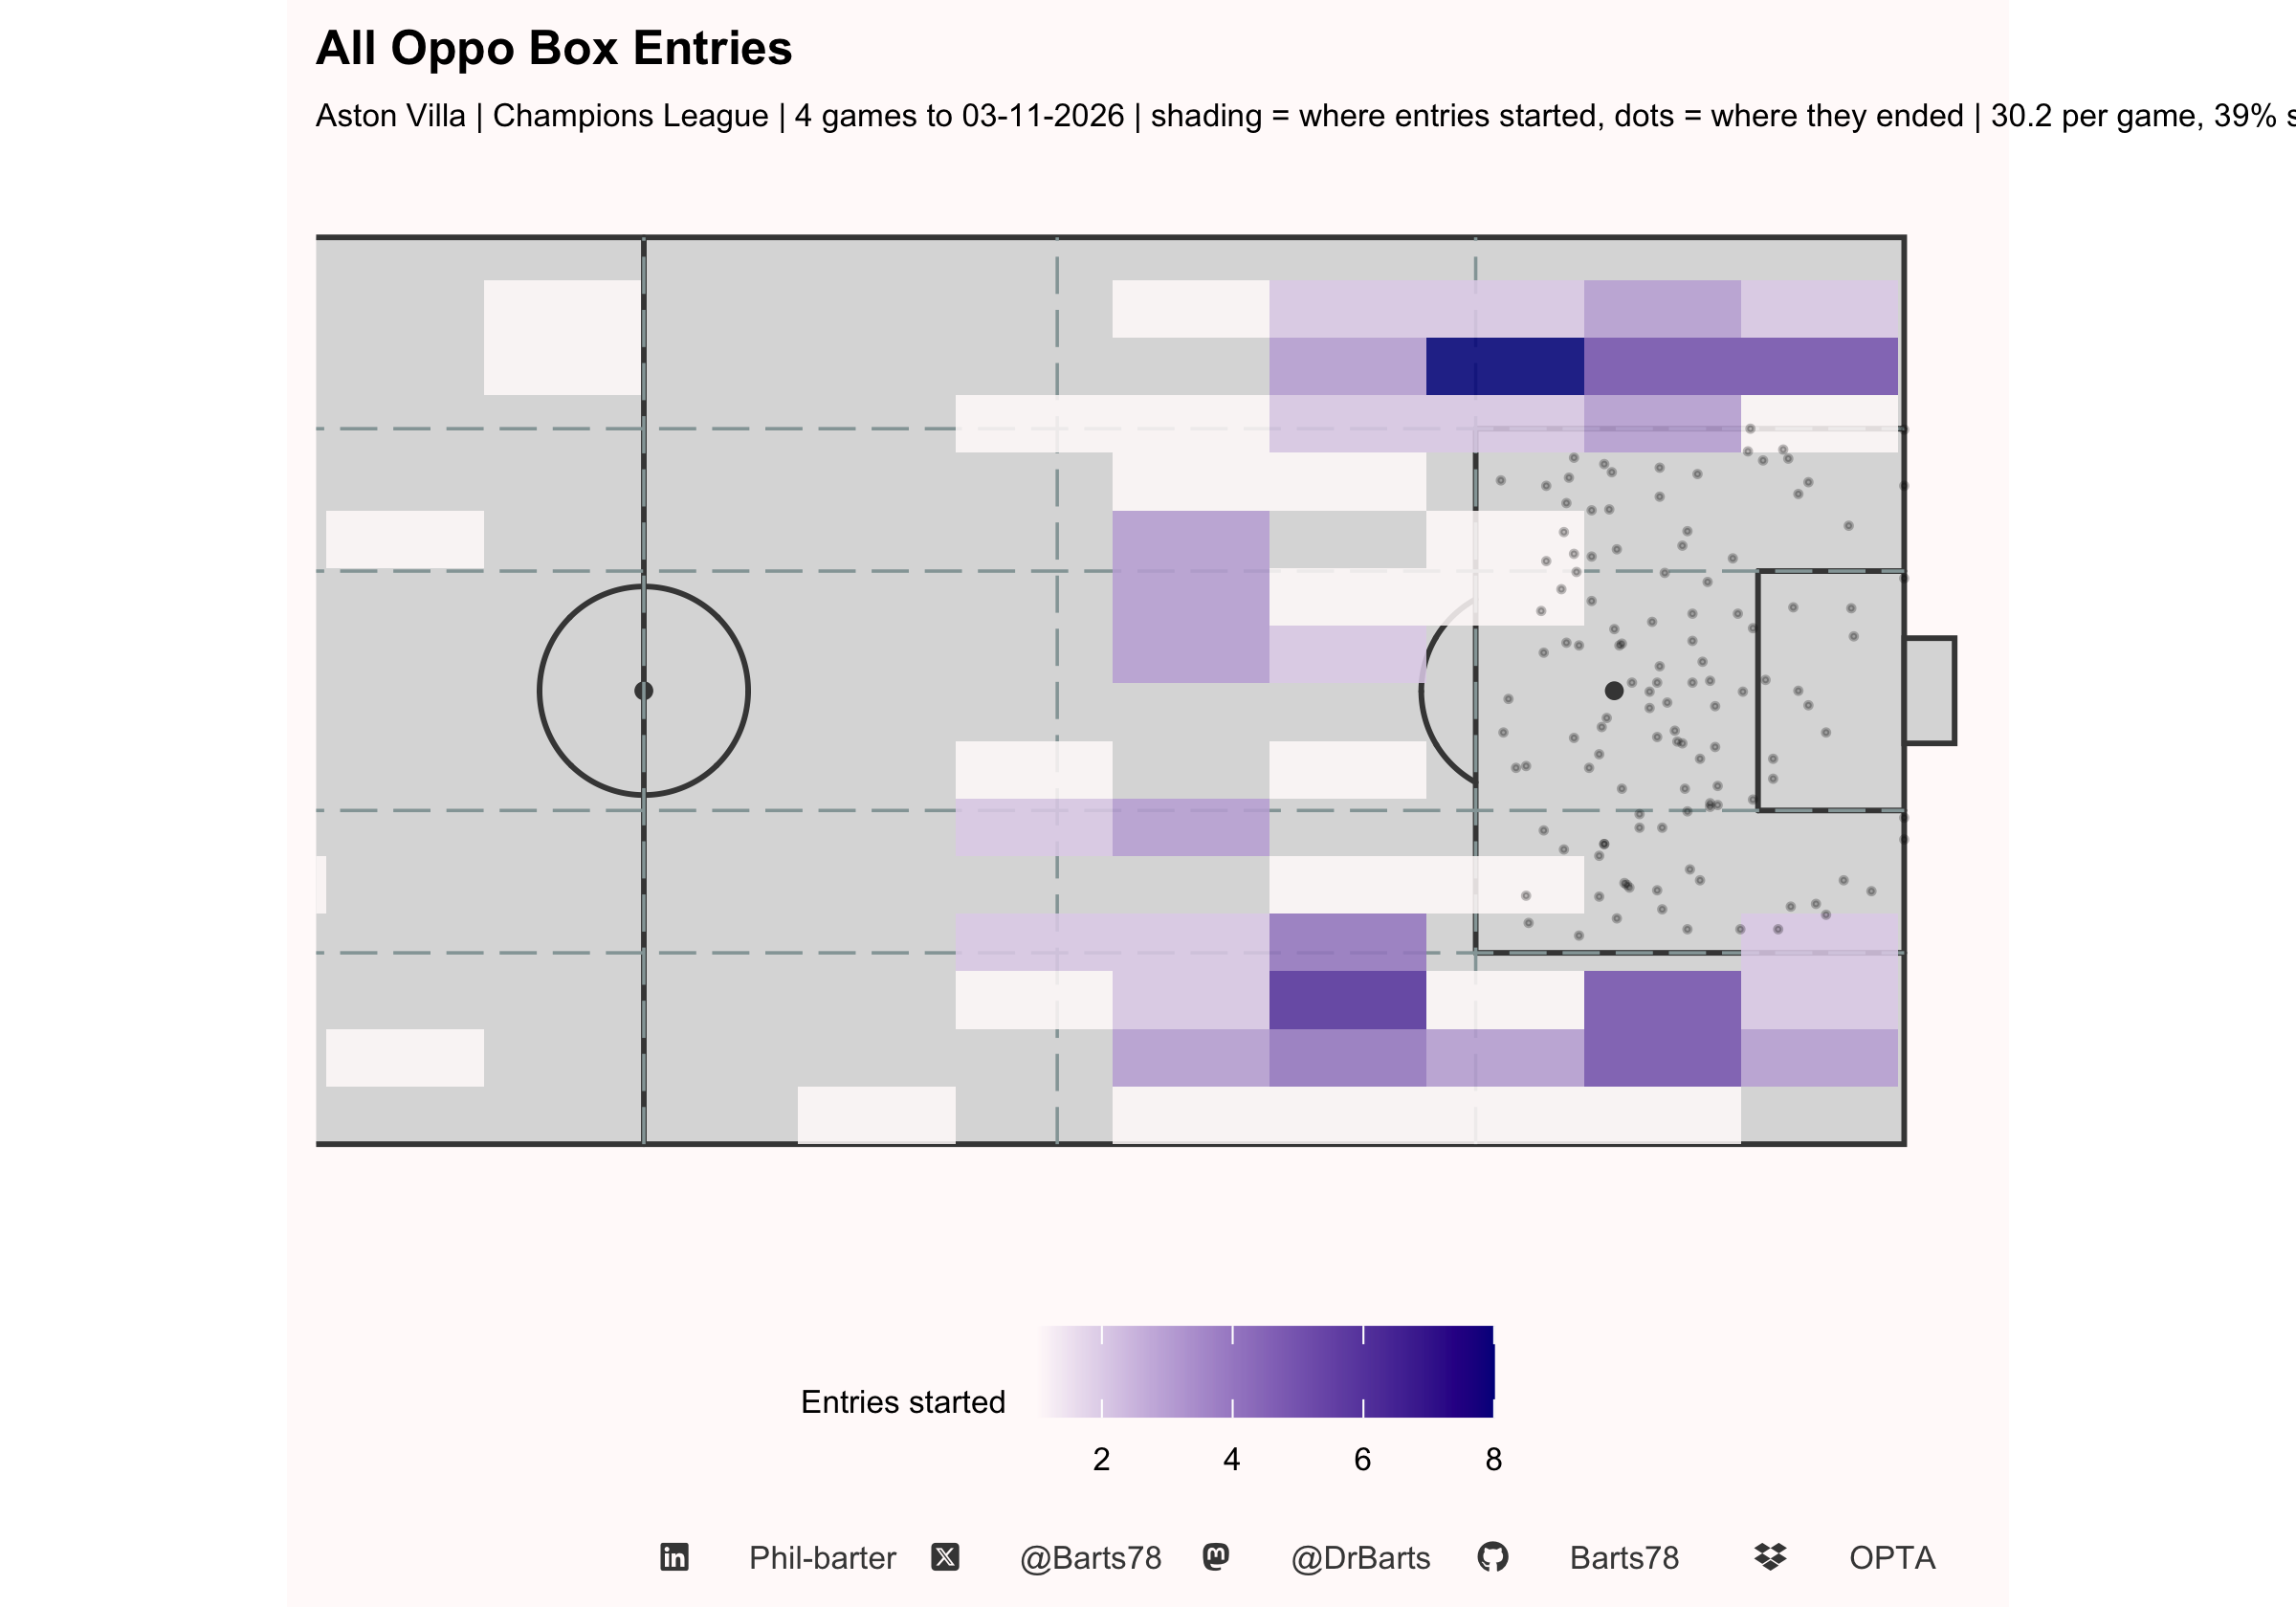 All Oppo Box Entries
Aston Villa | Champions League | 4 games to 03-11-2026 | shading = where entries started, dots = where they ended | 30.2 per game, 39% s
Entries started
2 4 6 8
Phil-barter @Barts78 @DrBarts Barts78 OPTA